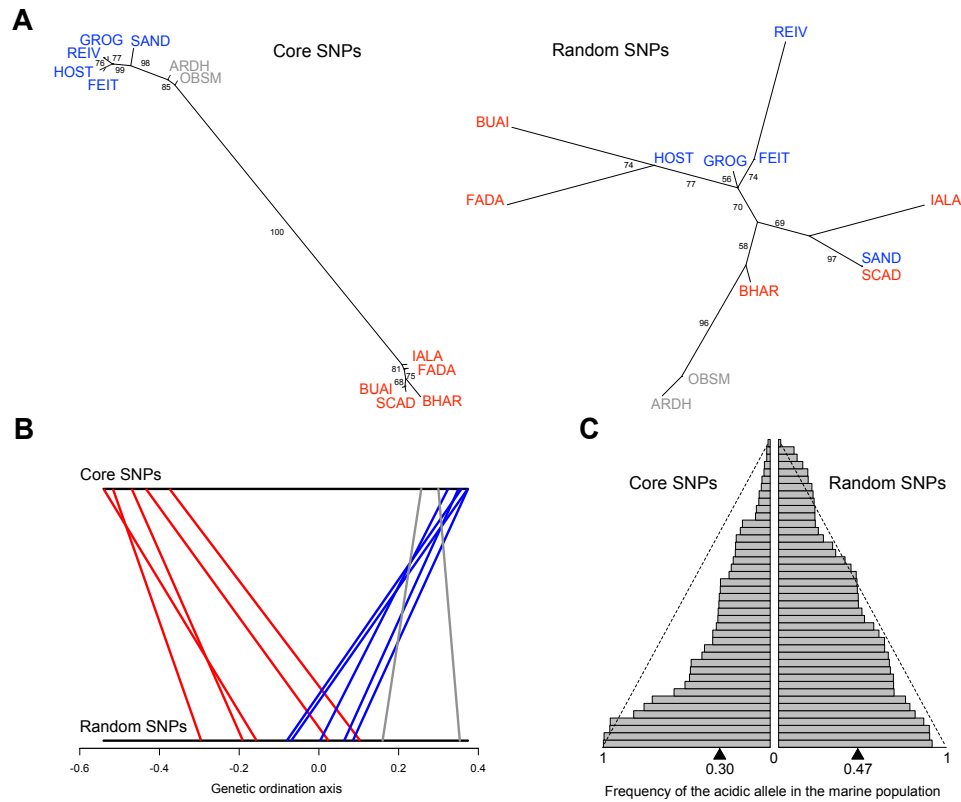 A
GROG
SAND
REIV
77
98
Core SNPs
76
99
HOST
FEIT
ARDH
OBSM
85
100
IALA
81
75
FADA
BUAI
68
SCAD
BHAR
Random SNPs
REIV
BUAI
HOST
GROG
FEIT
74
56
74
77
FADA
70
69
IALA
58
97
SAND
SCAD
BHAR
96
OBSM
ARDH
B
Core SNPs
Random SNPs
-0.6
-0.4
-0.2
0.0
0.2
0.4
Genetic ordination axis
C
Core SNPs
Random SNPs
1
0
1
0.30
0.47
Frequency of the acidic allele in the marine population